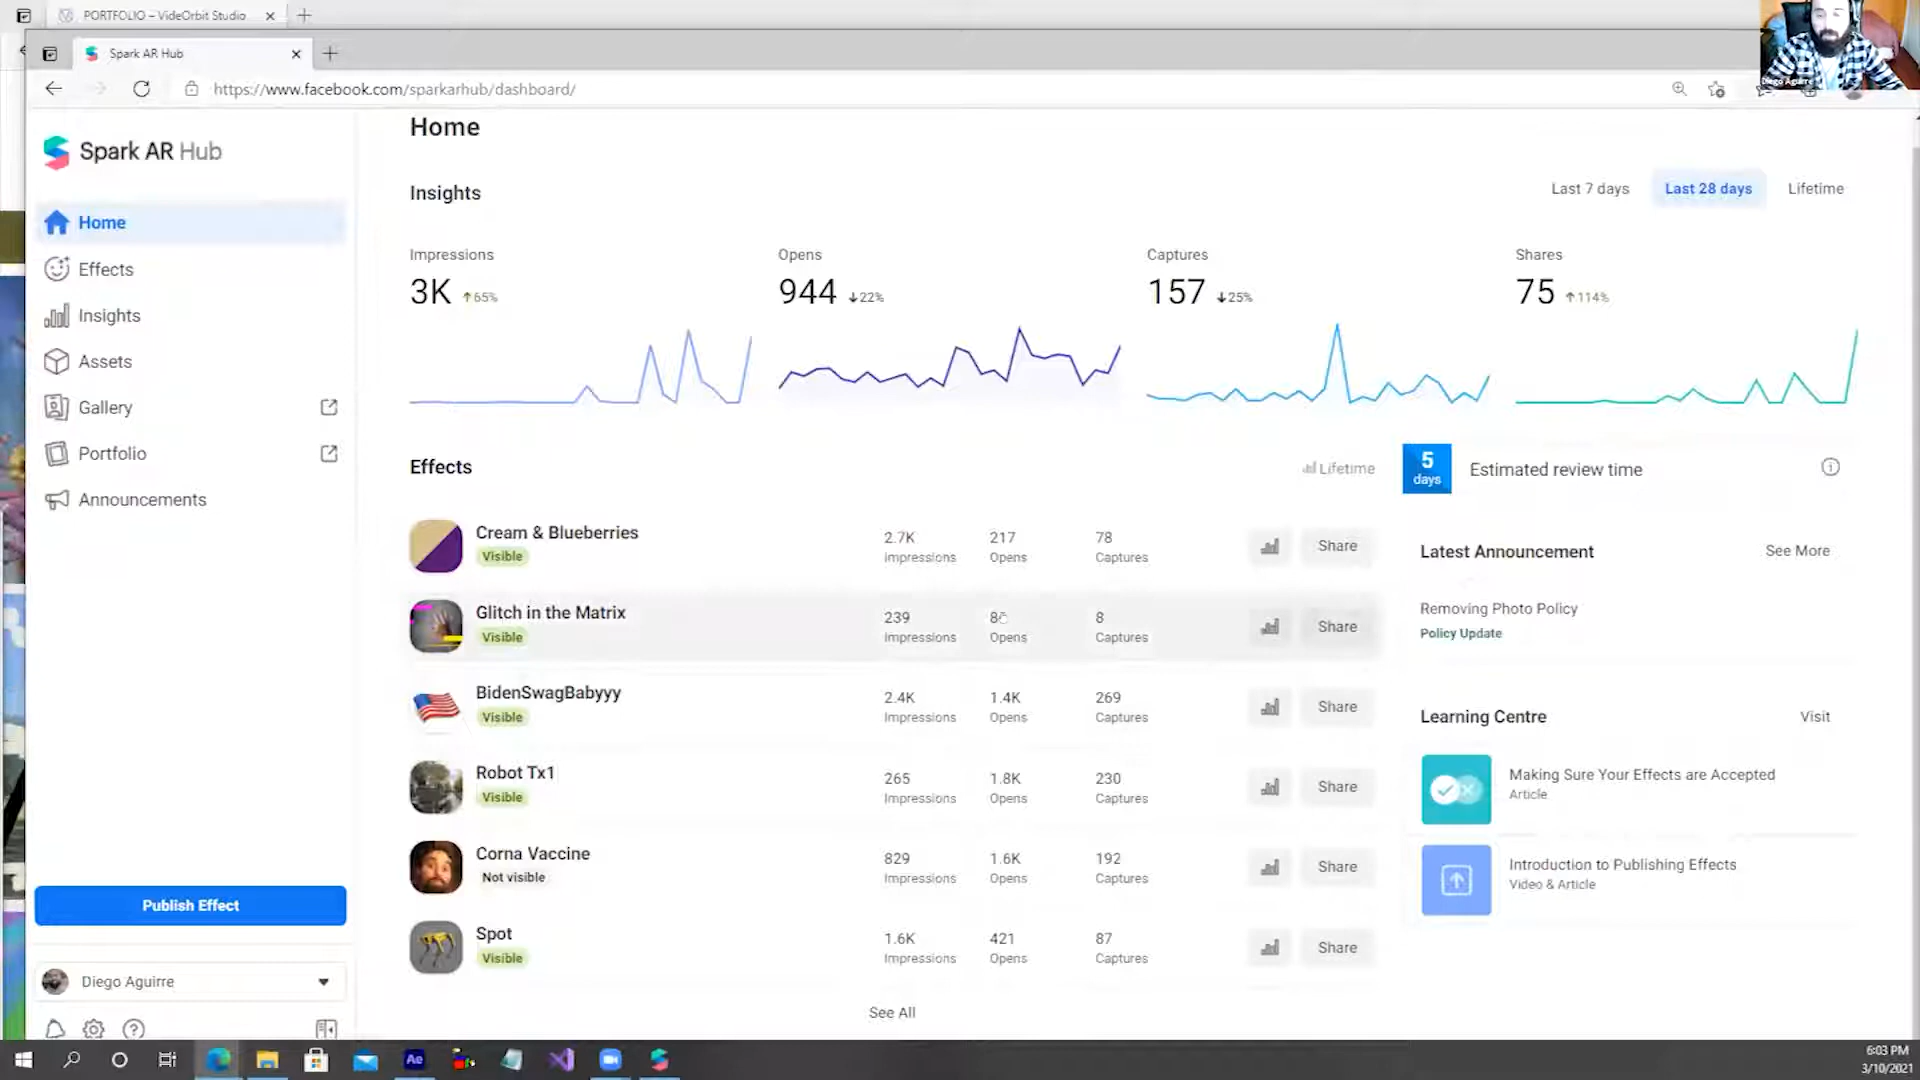 PORTFOLIO – VideOrbit Studio
Spark AR Hub
https://www.facebook.com/sparkarhub/dashboard/
Diego Aguirre
Spark AR Hub
Home
Effects
Insights
Assets
Gallery
Portfolio
Announcements
Publish Effect
Diego Aguirre
Home
Insights
Last 7 days
Last 28 days
Lifetime
Impressions
3K ↑65%
Opens
944 ↓22%
Captures
157 ↓25%
Shares
75 ↑114%
Effects
Lifetime
Cream & Blueberries
Visible
2.7K
Impressions
217
Opens
78
Captures
Share
Glitch in the Matrix
Visible
239
Impressions
Opens
8
Captures
Share
BidenSwagBabyyy
Visible
2.4K
Impressions
1.4K
Opens
269
Captures
Share
Robot Tx1
Visible
265
Impressions
1.8K
Opens
230
Captures
Share
Corna Vaccine
Not visible
829
Impressions
1.6K
Opens
192
Captures
Share
Spot
Visible
1.6K
Impressions
421
Opens
87
Captures
Share
See All
5
days
Estimated review time
Latest Announcement
See More
Removing Photo Policy
Policy Update
Learning Centre
Visit
Making Sure Your Effects are Accepted
Article
Introduction to Publishing Effects
Video & Article
Ae
6:03 PM
3/10/2021